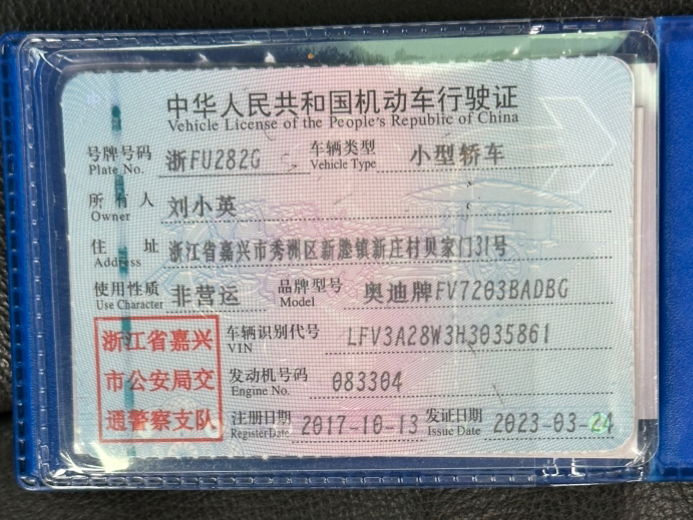 中华人民共和国机动车行驶证
Vehicle License of the People's Republic of China
号牌号码 浙FU282G 车辆类型 小型轿车
Plate No. Vehicle Type
所有人 刘小英
Owner
住址 浙江省嘉兴市秀洲区新塍镇新庄村贝家门31号
Address
使用性质 非营运 品牌型号 奥迪牌FV7203BADBG
Use Character Model
浙江省嘉兴
市公安局交
通警察支队
车辆识别代号 LFV3A28W3H3035861
VIN
发动机号码 083304
Engine No.
注册日期 2017-10-13 发证日期 2023-03-24
Register Date Issue Date